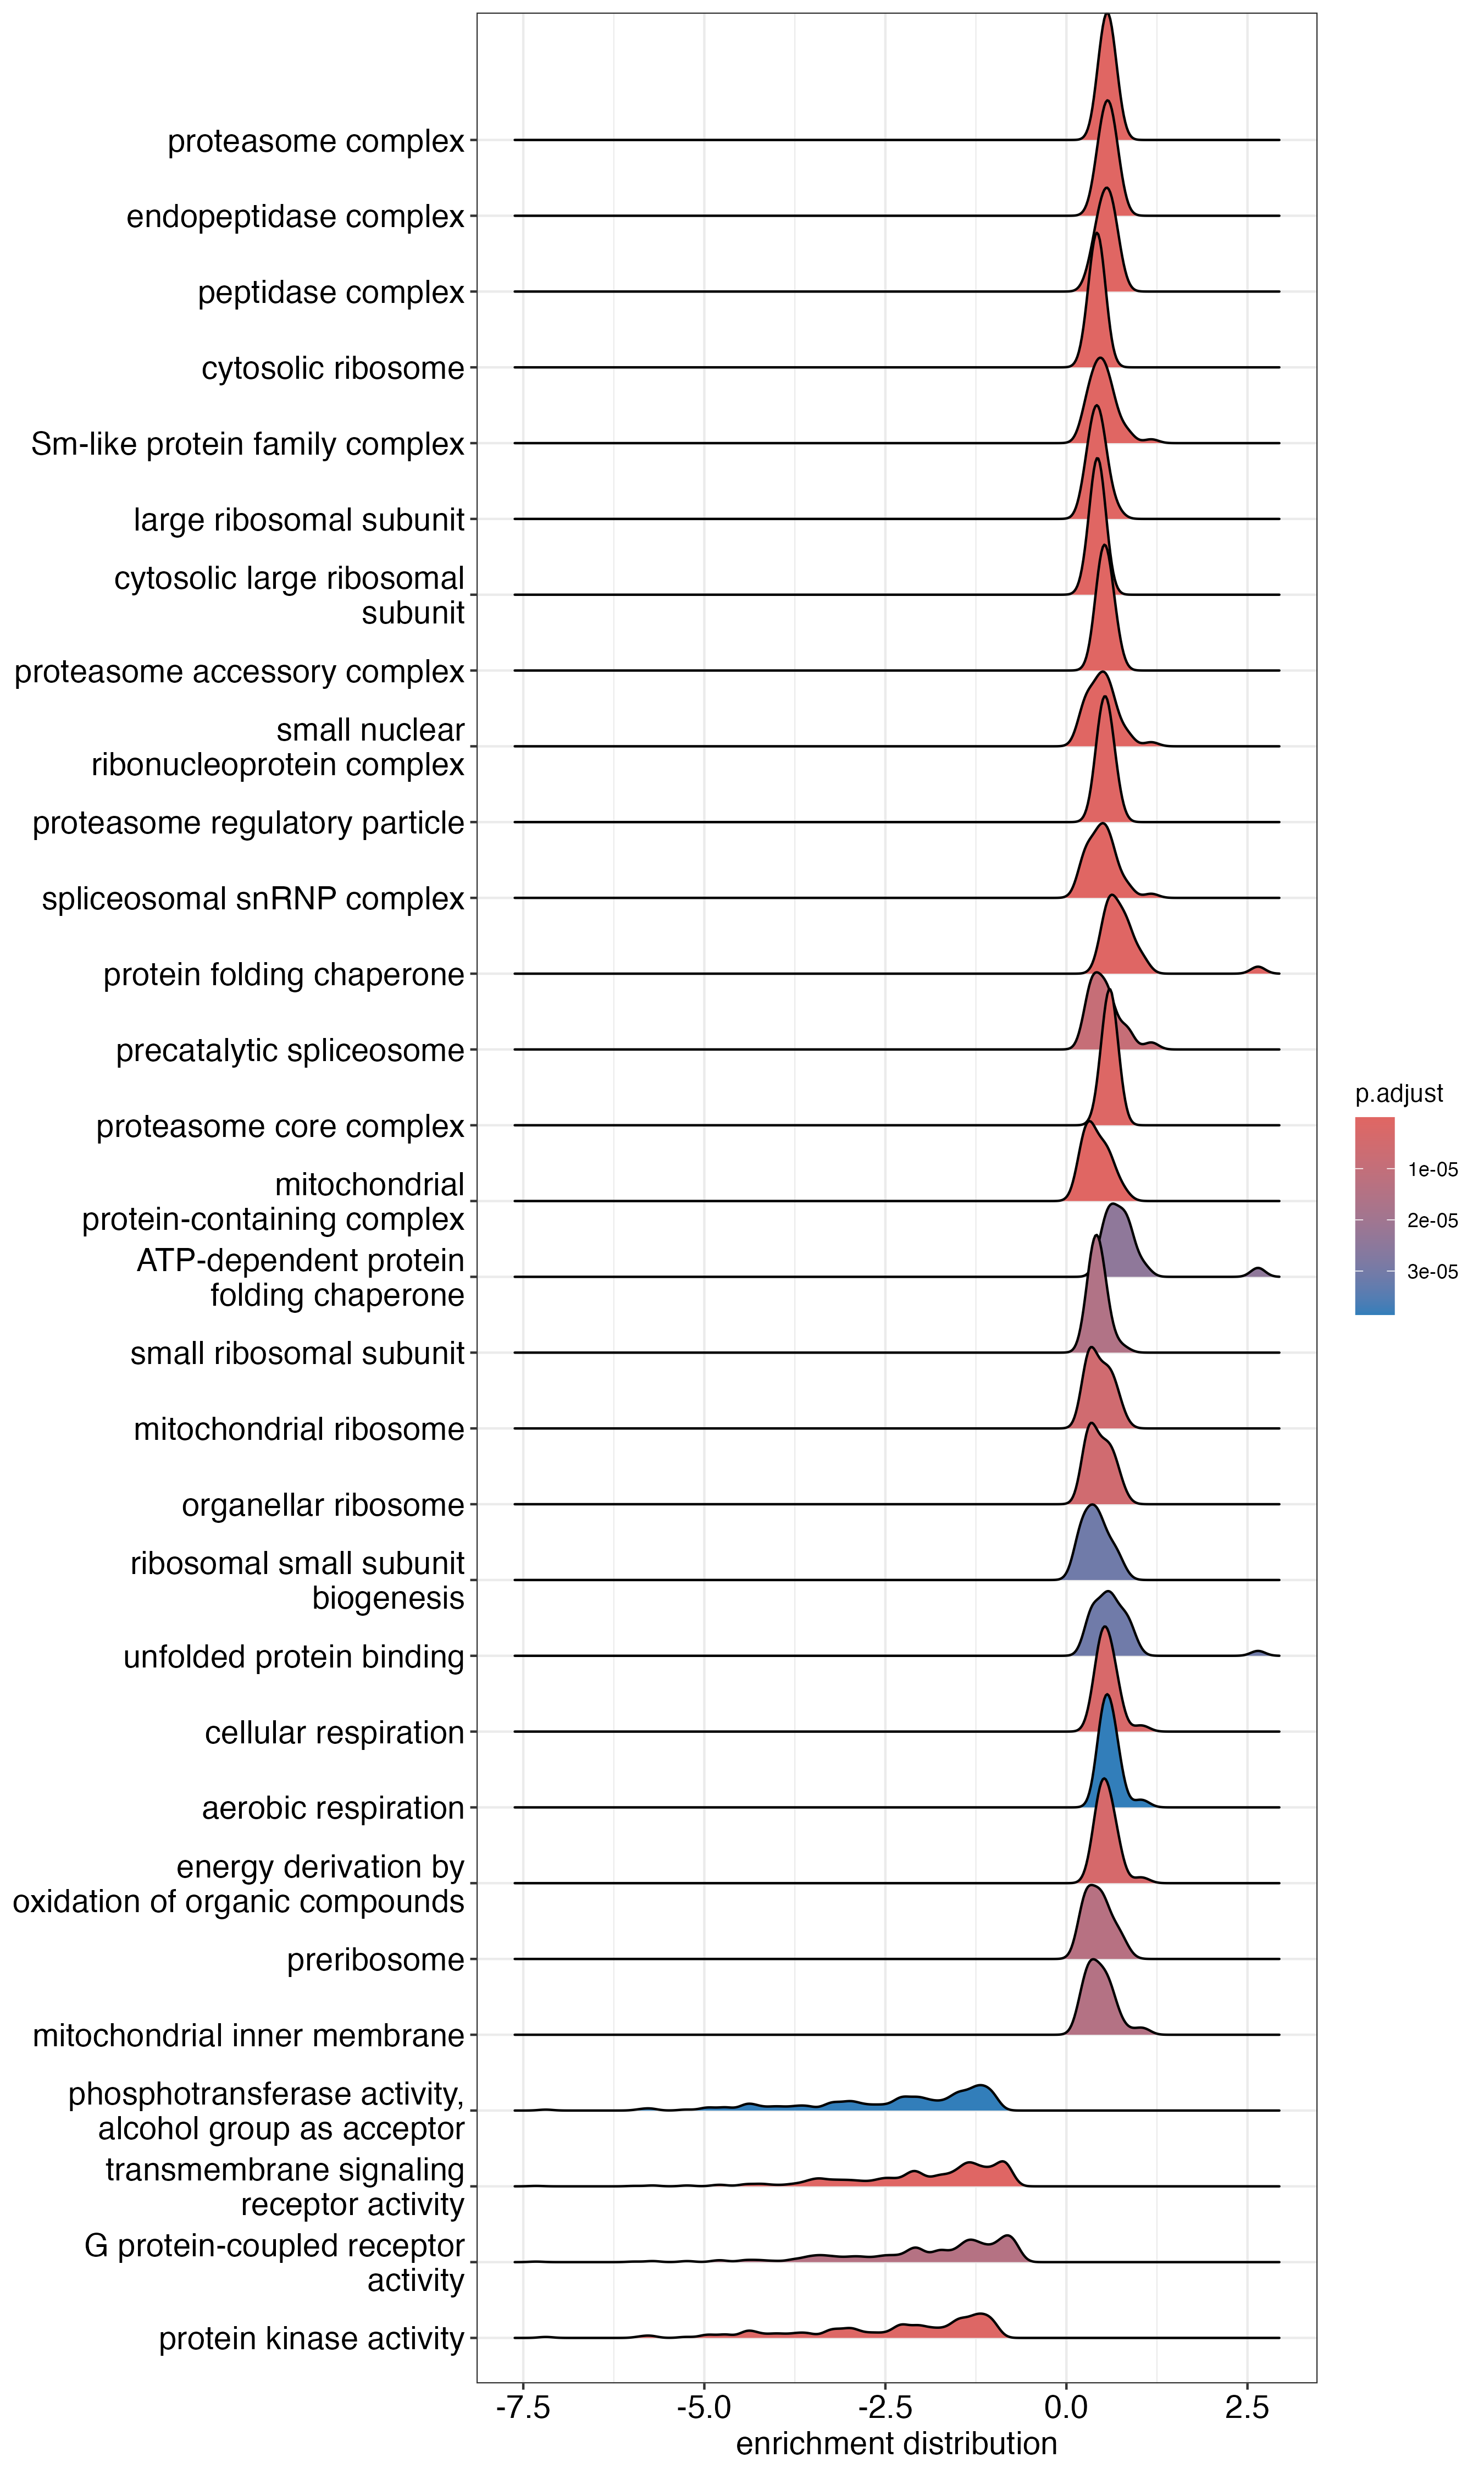 proteasome complex
endopeptidase complex
peptidase complex
cytosolic ribosome
Sm-like protein family complex
large ribosomal subunit
cytosolic large ribosomal
subunit
proteasome accessory complex
small nuclear
ribonucleoprotein complex
proteasome regulatory particle
spliceosomal snRNP complex
protein folding chaperone
precatalytic spliceosome
proteasome core complex
mitochondrial
protein-containing complex
ATP-dependent protein
folding chaperone
small ribosomal subunit
mitochondrial ribosome
organellar ribosome
ribosomal small subunit
biogenesis
unfolded protein binding
cellular respiration
aerobic respiration
energy derivation by
oxidation of organic compounds
preribosome
mitochondrial inner membrane
phosphotransferase activity,
alcohol group as acceptor
transmembrane signaling
receptor activity
G protein-coupled receptor
activity
protein kinase activity
-7.5 -5.0 -2.5 0.0 2.5
enrichment distribution
p.adjust
1e-05
2e-05
3e-05